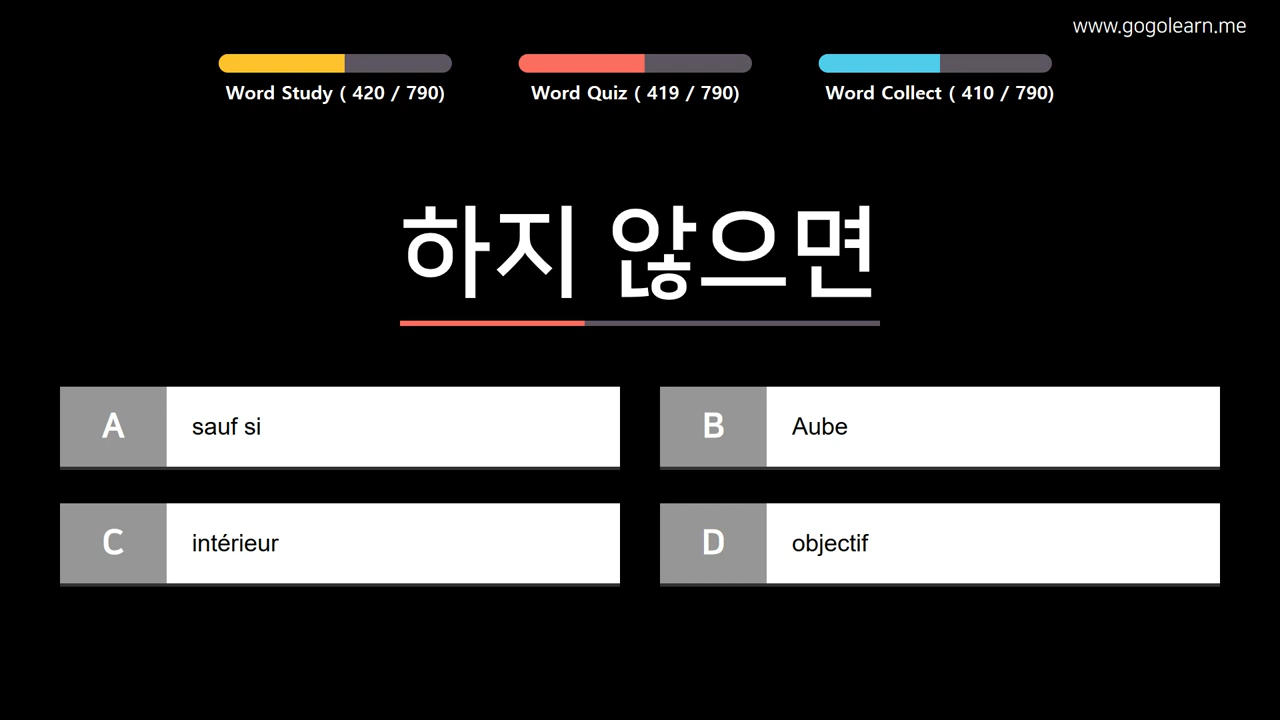 www.gogolearn.me
Word Study ( 420 / 790)
Word Quiz ( 419 / 790)
Word Collect ( 410 / 790)
하지 않으면
A sauf si
B Aube
C intérieur
D objectif